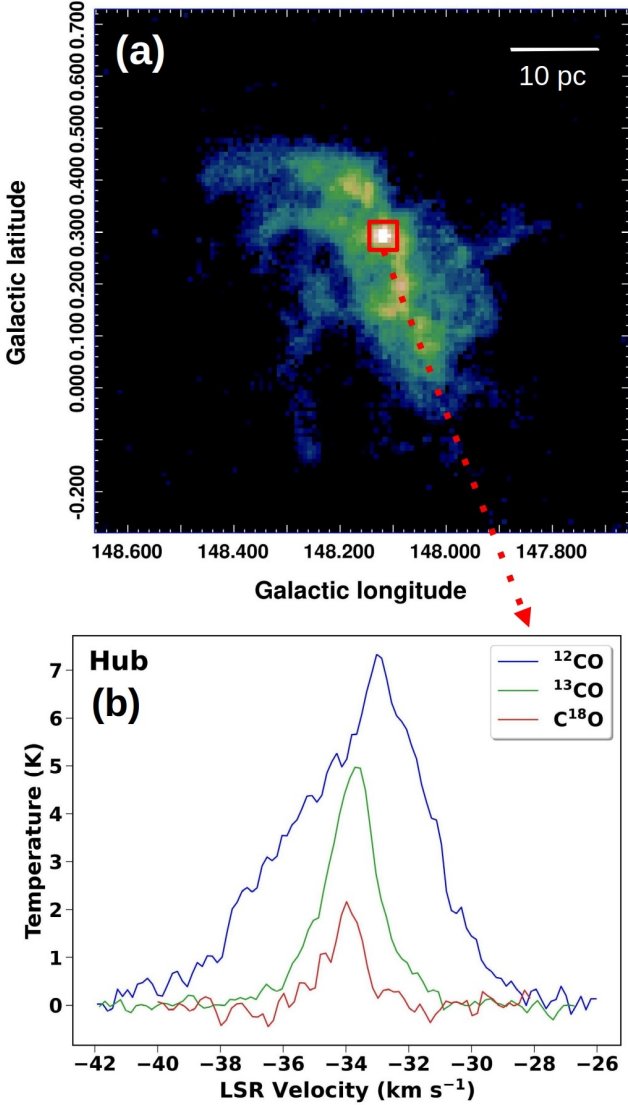 (a)
10 pc
0.700
0.600
0.500
0.400
0.300
0.200
0.100
0.000
-0.200
Galactic latitude
148.600
148.400
148.200
148.000
147.800
Galactic longitude
Hub
(b)
¹²CO
¹³CO
C¹⁸O
7
6
5
4
3
2
1
0
Temperature (K)
−42
−40
−38
−36
−34
−32
−30
−28
−26
LSR Velocity (km s⁻¹)